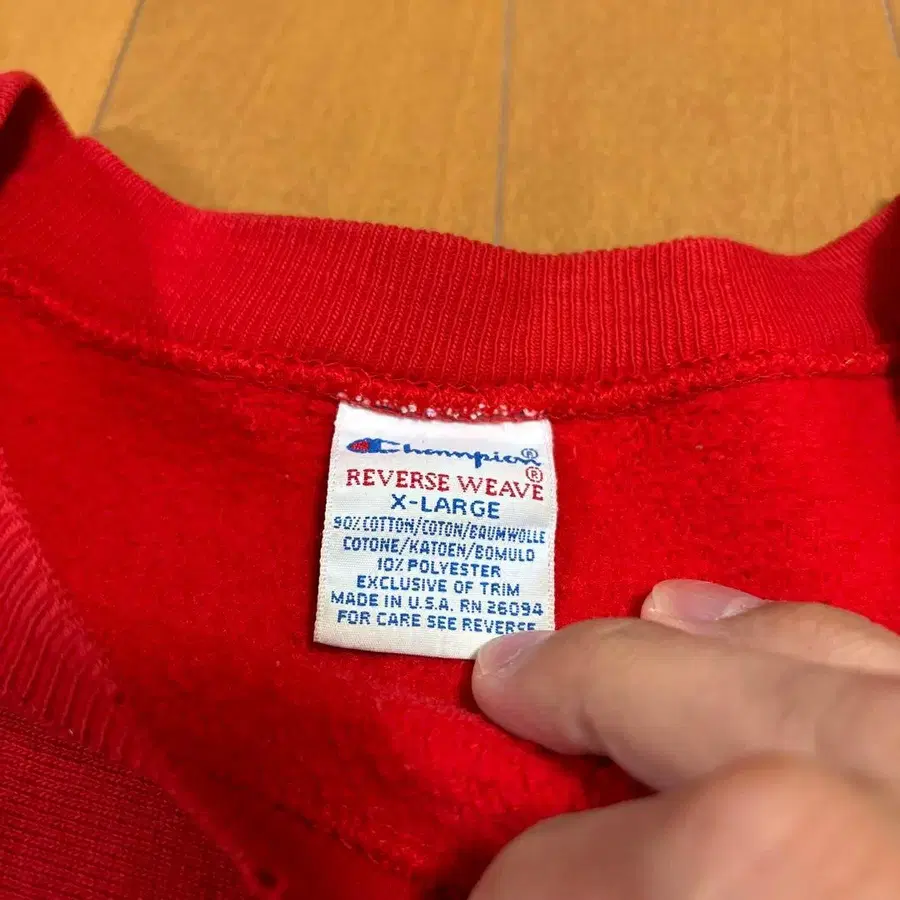 Champion®
REVERSE WEAVE®
X-LARGE
90% COTTON/COTON/BAUMWOLLE
COTONE/KATOEN/BOMULD
10% POLYESTER
EXCLUSIVE OF TRIM
MADE IN U.S.A. RN 26094
FOR CARE SEE REVERSE